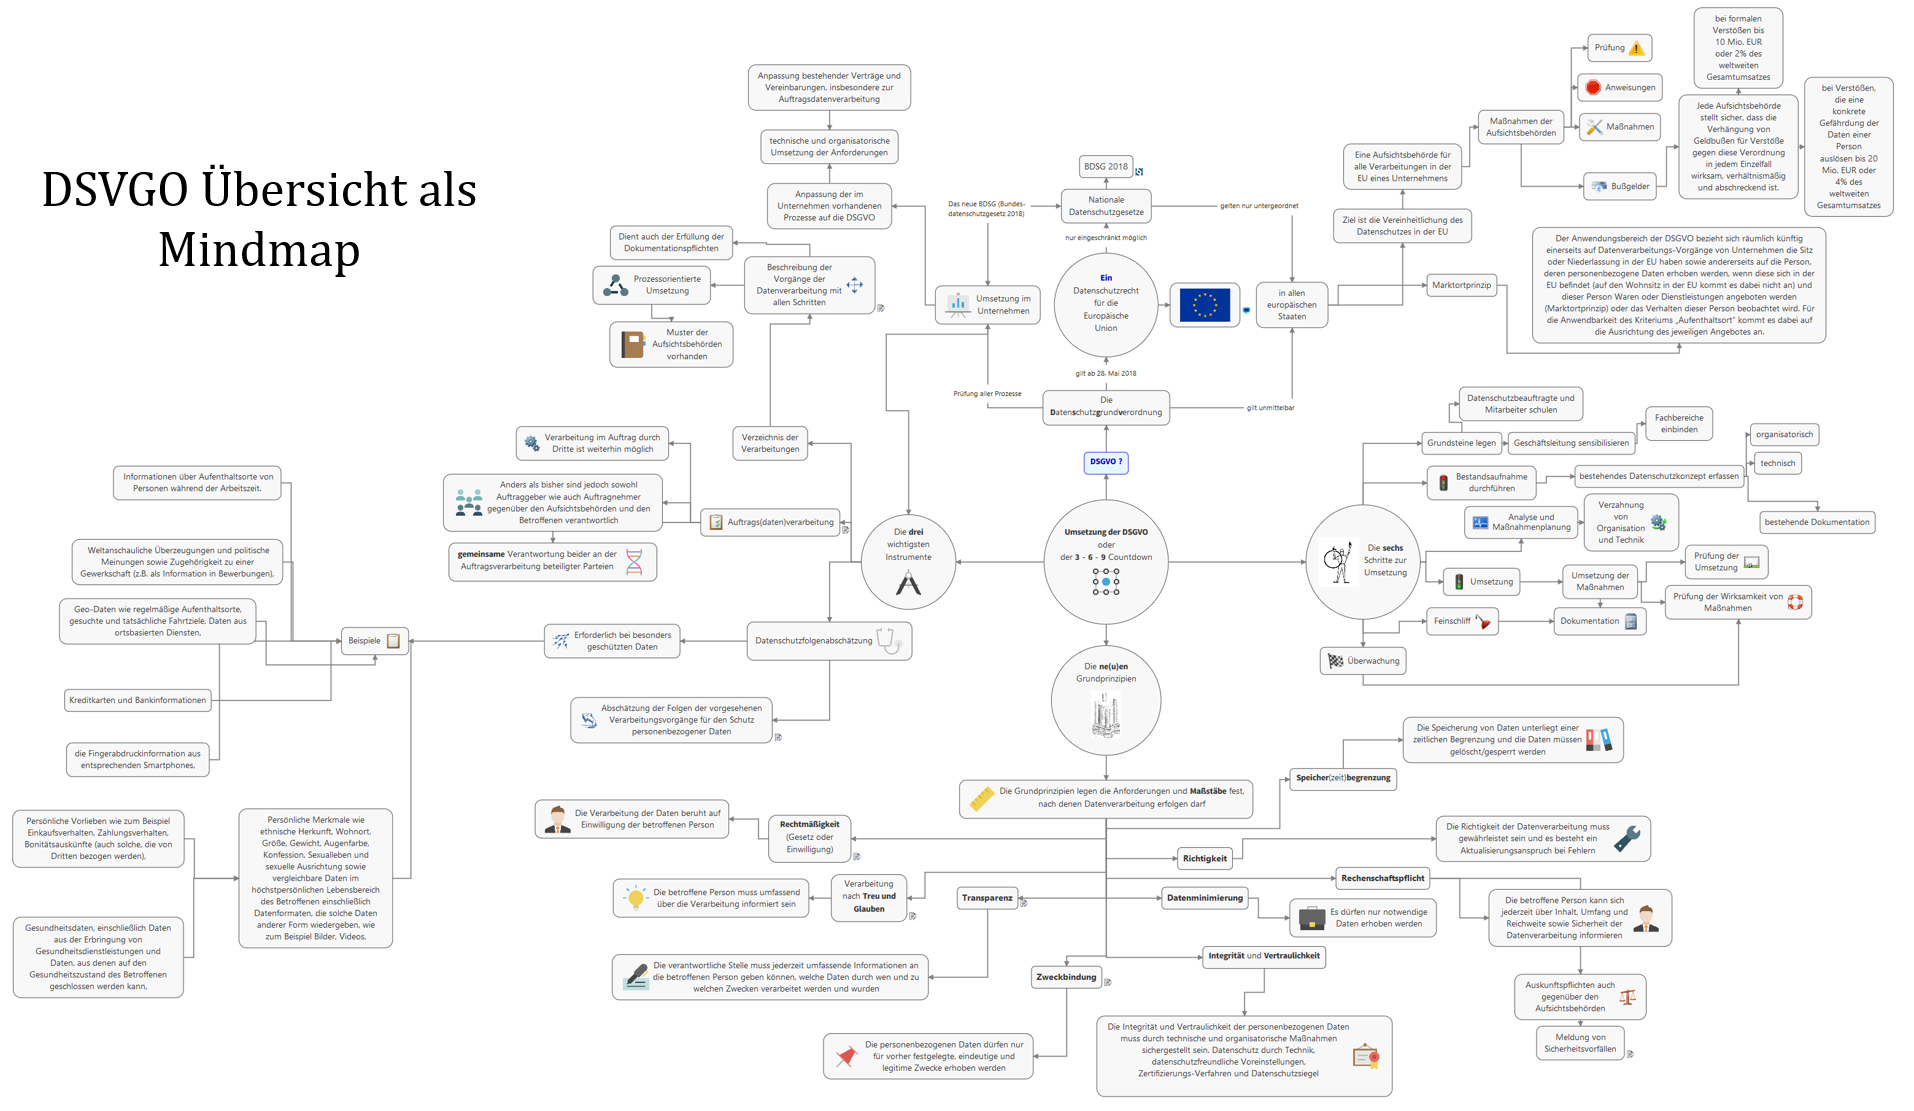 DSVGO Übersicht als
Mindmap
Anpassung bestehender Verträge und
Vereinbarungen, insbesondere zur
Auftragsdatenverarbeitung
technische und organisatorische
Umsetzung der Anforderungen
Anpassung der im
Unternehmen vorhandenen
Prozesse auf die DSGVO
Dient auch der Erfüllung der
Dokumentationspflichten
Prozessorientierte
Umsetzung
Beschreibung der
Vorgänge der
Datenverarbeitung mit
allen Schritten
Muster der
Aufsichtsbehörden
vorhanden
Verzeichnis der
Verarbeitungen
Das neue BDSG (Bundes-
datenschutzgesetz 2018)
BDSG 2018
Nationale
Datenschutzgesetze
nur eingeschränkt möglich
gelten nur untergeordnet
Umsetzung im
Unternehmen
Ein
Datenschutzrecht
für die
Europäische
Union
in allen
europäischen
Staaten
gilt ab 28. Mai 2018
Prüfung aller Prozesse
Die
Datenschutzgrundverordnung
gilt unmittelbar
DSGVO ?
Eine Aufsichtsbehörde für
alle Verarbeitungen in der
EU eines Unternehmens
Ziel ist die Vereinheitlichung des
Datenschutzes in der EU
Marktortprinzip
Maßnahmen der
Aufsichtsbehörden
Prüfung
Anweisungen
Maßnahmen
Bußgelder
bei formalen
Verstößen bis
10 Mio. EUR
oder 2% des
weltweiten
Gesamtumsatzes
Jede Aufsichtsbehörde
stellt sicher, dass die
Verhängung von
Geldbußen für Verstöße
gegen diese Verordnung
in jedem Einzelfall
wirksam, verhältnismäßig
und abschreckend ist.
bei Verstößen,
die eine
konkrete
Gefährdung der
Daten einer
Person
auslösen bis 20
Mio. EUR oder
4% des
weltweiten
Gesamtumsatzes
Der Anwendungsbereich der DSGVO bezieht sich räumlich künftig
einerseits auf Datenverarbeitungs-Vorgänge von Unternehmen die Sitz
oder Niederlassung in der EU haben sowie andererseits auf die Person,
deren personenbezogene Daten erhoben werden, wenn diese sich in der
EU befindet (auf den Wohnsitz in der EU kommt es dabei nicht an) und
dieser Person Waren oder Dienstleistungen angeboten werden
(Marktortprinzip) oder das Verhalten dieser Person beobachtet wird. Für
die Anwendbarkeit des Kriteriums „Aufenthaltsort" kommt es dabei auf
die Ausrichtung des jeweiligen Angebotes an.
Umsetzung der DSGVO
oder
der 3 - 6 - 9 Countdown
Die drei
wichtigsten
Instrumente
Verarbeitung im Auftrag durch
Dritte ist weiterhin möglich
Anders als bisher sind jedoch sowohl
Auftraggeber wie auch Auftragnehmer
gegenüber den Aufsichtsbehörden und den
Betroffenen verantwortlich
gemeinsame Verantwortung beider an der
Auftragsverarbeitung beteiligter Parteien
Auftrags(daten)verarbeitung
Datenschutzfolgenabschätzung
Erforderlich bei besonders
geschützten Daten
Abschätzung der Folgen der vorgesehenen
Verarbeitungsvorgänge für den Schutz
personenbezogener Daten
Beispiele
Informationen über Aufenthaltsorte von
Personen während der Arbeitszeit.
Weltanschauliche Überzeugungen und politische
Meinungen sowie Zugehörigkeit zu einer
Gewerkschaft (z.B. als Information in Bewerbungen),
Geo-Daten wie regelmäßige Aufenthaltsorte,
gesuchte und tatsächliche Fahrtziele, Daten aus
ortsbasierten Diensten,
Kreditkarten und Bankinformationen
die Fingerabdruckinformation aus
entsprechenden Smartphones,
Persönliche Vorlieben wie zum Beispiel
Einkaufsverhalten, Zahlungsverhalten,
Bonitätsauskünfte (auch solche, die von
Dritten bezogen werden),
Persönliche Merkmale wie
ethnische Herkunft, Wohnort,
Größe, Gewicht, Augenfarbe,
Konfession, Sexualleben und
sexuelle Ausrichtung sowie
vergleichbare Daten im
höchstpersönlichen Lebensbereich
des Betroffenen einschließlich
Datenformaten, die solche Daten
anderer Form wiedergeben, wie
zum Beispiel Bilder, Videos,
Gesundheitsdaten, einschließlich Daten
aus der Erbringung von
Gesundheitsdienstleistungen und
Daten, aus denen auf den
Gesundheitszustand des Betroffenen
geschlossen werden kann,
Die sechs
Schritte zur
Umsetzung
Datenschutzbeauftragte und
Mitarbeiter schulen
Grundsteine legen
Geschäftsleitung sensibilisieren
Fachbereiche
einbinden
Bestandsaufnahme
durchführen
bestehendes Datenschutzkonzept erfassen
organisatorisch
technisch
bestehende Dokumentation
Analyse und
Maßnahmenplanung
Verzahnung
von
Organisation
und Technik
Umsetzung
Umsetzung der
Maßnahmen
Prüfung der
Umsetzung
Prüfung der Wirksamkeit von
Maßnahmen
Feinschliff
Dokumentation
Überwachung
Die ne(u)en
Grundprinzipien
Die Grundprinzipien legen die Anforderungen und Maßstäbe fest,
nach denen Datenverarbeitung erfolgen darf
Speicher(zeit)begrenzung
Die Speicherung von Daten unterliegt einer
zeitlichen Begrenzung und die Daten müssen
gelöscht/gesperrt werden
Rechtmäßigkeit
(Gesetz oder
Einwilligung)
Die Verarbeitung der Daten beruht auf
Einwilligung der betroffenen Person
Richtigkeit
Die Richtigkeit der Datenverarbeitung muss
gewährleistet sein und es besteht ein
Aktualisierungsanspruch bei Fehlern
Verarbeitung
nach Treu und
Glauben
Die betroffene Person muss umfassend
über die Verarbeitung informiert sein
Rechenschaftspflicht
Die betroffene Person kann sich
jederzeit über Inhalt, Umfang und
Reichweite sowie Sicherheit der
Datenverarbeitung informieren
Auskunftspflichten auch
gegenüber den
Aufsichtsbehörden
Meldung von
Sicherheitsvorfällen
Transparenz
Die verantwortliche Stelle muss jederzeit umfassende Informationen an
die betroffenen Person geben können, welche Daten durch wen und zu
welchen Zwecken verarbeitet werden und wurden
Datenminimierung
Es dürfen nur notwendige
Daten erhoben werden
Integrität und Vertraulichkeit
Die Integrität und Vertraulichkeit der personenbezogenen Daten
muss durch technische und organisatorische Maßnahmen
sichergestellt sein. Datenschutz durch Technik,
datenschutzfreundliche Voreinstellungen,
Zertifizierungs-Verfahren und Datenschutzsiegel
Zweckbindung
Die personenbezogenen Daten dürfen nur
für vorher festgelegte, eindeutige und
legitime Zwecke erhoben werden